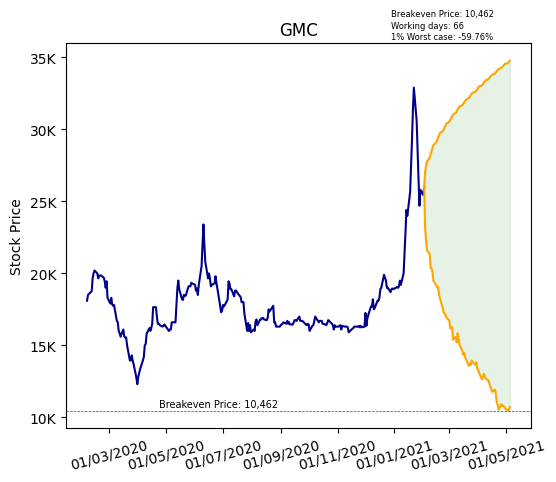 Breakeven Price: 10,462
Working days: 66
1% Worst case: -59.76%
GMC
Stock Price
35K
30K
25K
20K
15K
10K
Breakeven Price: 10,462
01/03/2020
01/05/2020
01/07/2020
01/09/2020
01/11/2020
01/01/2021
01/03/2021
01/05/2021